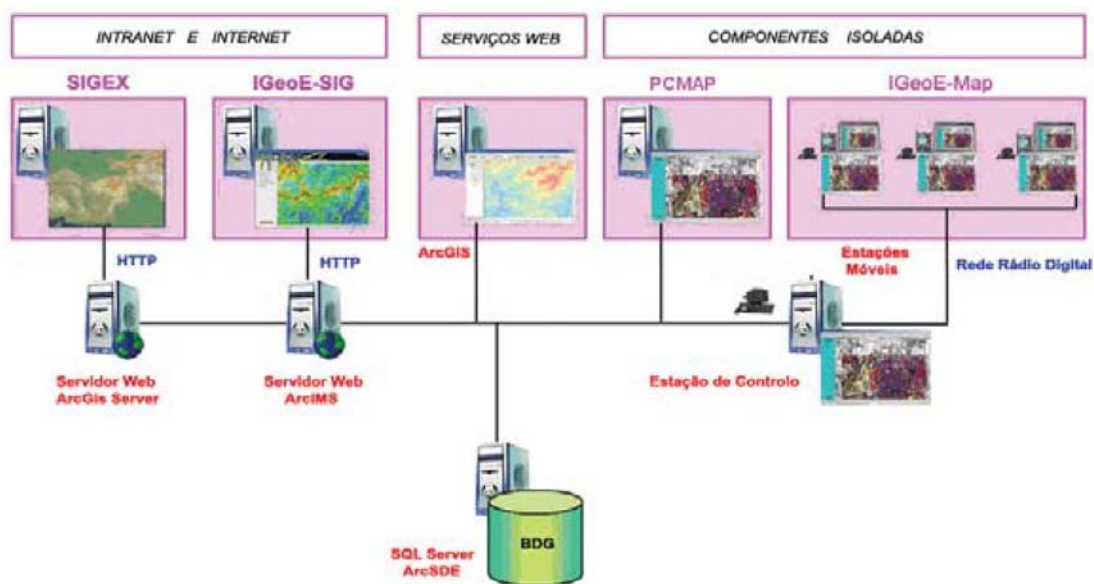 INTRANET E INTERNET
SERVIÇOS WEB
COMPONENTES ISOLADAS
SIGEX
IGeoE-SIG
PCMAP
IGeoE-Map
HTTP
HTTP
ArcGIS
Estações
Móveis
Rede Rádio Digital
Servidor Web
ArcGis Server
Servidor Web
ArcIMS
Estação de Controlo
SQL Server
ArcSDE
BDG